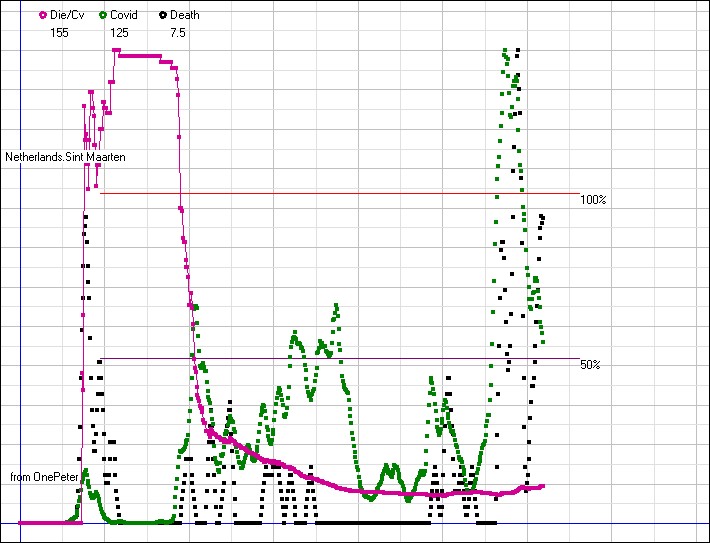 Die/Cv Covid Death
155 125 7.5
Netherlands.Sint Maarten
100%
50%
from OnePeter